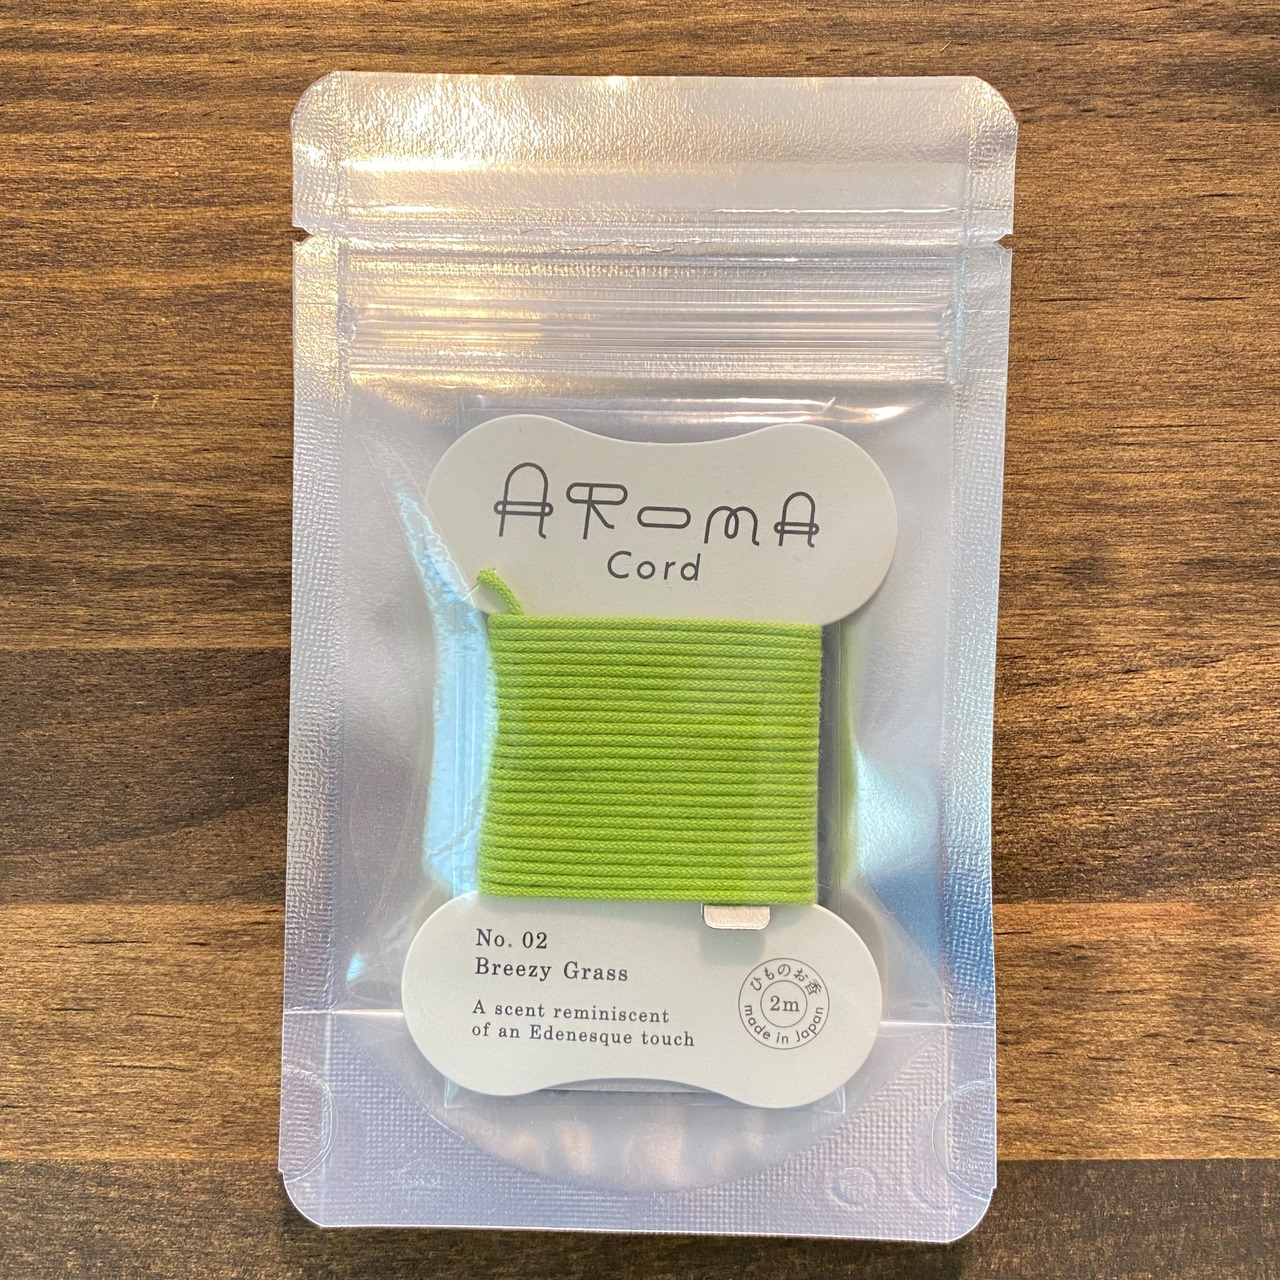 AROMA
Cord
No. 02
Breezy Grass
A scent reminiscent
of an Edenesque touch
ひものお香
2m
made in Japan